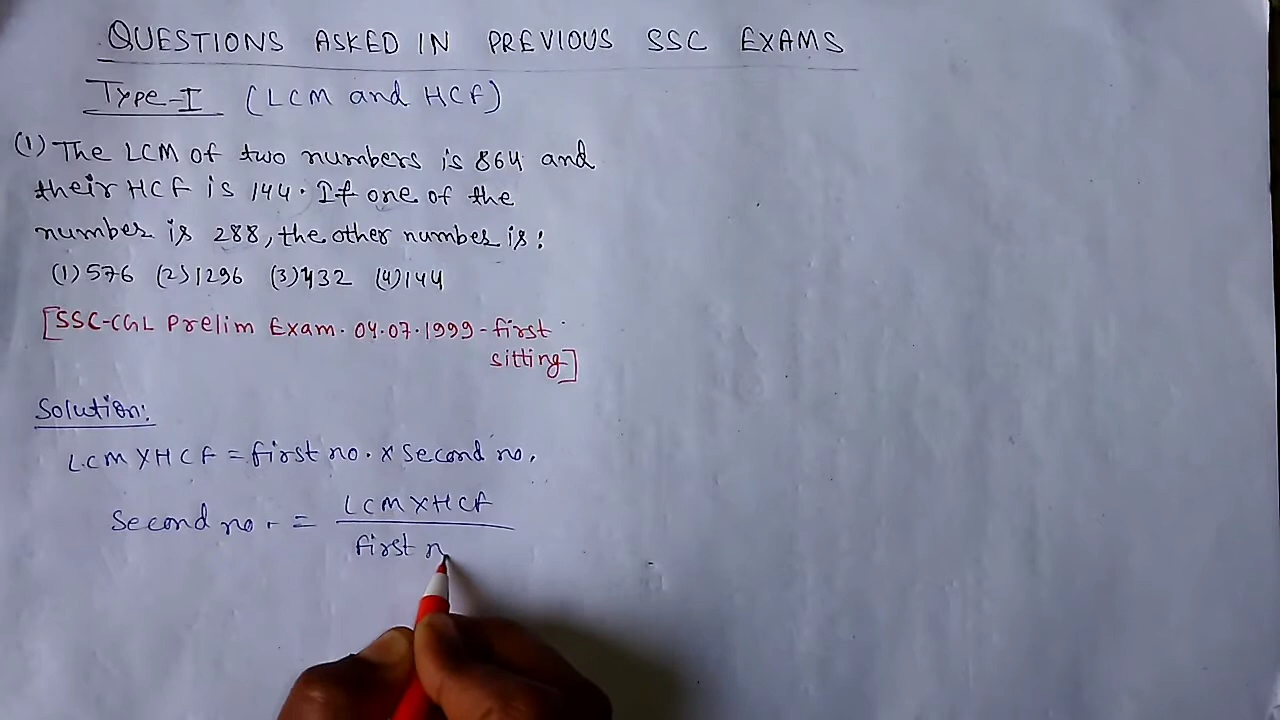 QUESTIONS ASKED IN PREVIOUS SSC EXAMS
Type-I (LCM and HCF)
(1) The LCM of two numbers is 864 and
their HCF is 144. If one of the
number is 288, the other number is:
(1) 576 (2) 1296 (3) 432 (4) 144
[SSC-CGL Prelim Exam. 04.07.1999-first
sitting]
Solution:
LCM X HCF = first no. x Second no.
Second no. = LCM X HCF
first n